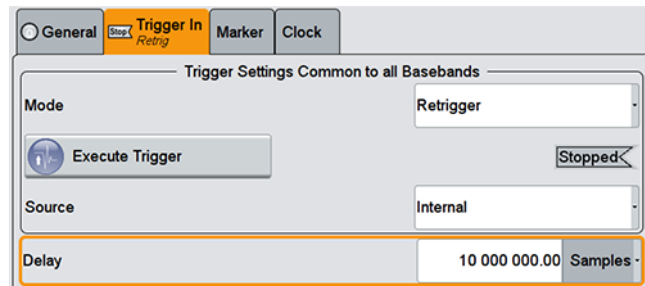 General Stop Trigger In Marker Clock
Retrig
Trigger Settings Common to all Basebands
Mode Retrigger
Execute Trigger Stopped
Source Internal
Delay 10 000 000.00 Samples